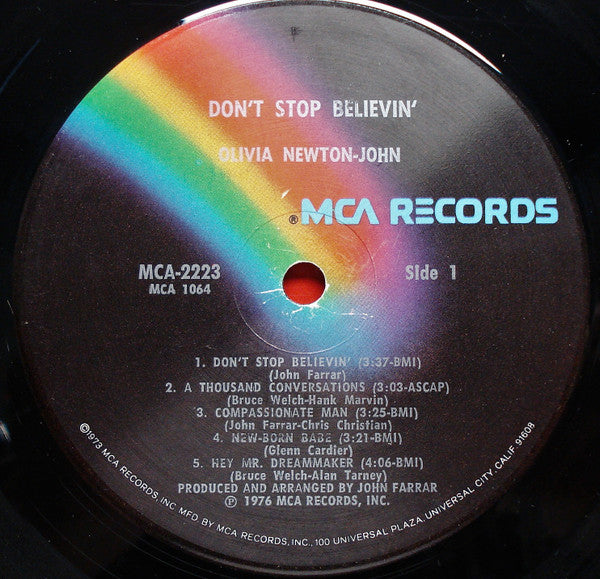 DON'T STOP BELIEVIN'
OLIVIA NEWTON-JOHN
®MCA RECORDS
MCA-2223
MCA 1064
Side 1
1. DON'T STOP BELIEVIN' (3:37-BMI)
(John Farrar)
2. A THOUSAND CONVERSATIONS (3:03-ASCAP)
(Bruce Welch-Hank Marvin)
3. COMPASSIONATE MAN (3:25-BMI)
(John Farrar-Chris Christian)
4. NEW-BORN BABE (3:21-BMI)
(Glenn Cardier)
5. HEY MR. DREAMMAKER (4:06-BMI)
(Bruce Welch-Alan Tarney)
PRODUCED AND ARRANGED BY JOHN FARRAR
℗ 1976 MCA RECORDS, INC.
©1973 MCA RECORDS, INC MFD BY MCA RECORDS, INC., 100 UNIVERSAL PLAZA, UNIVERSAL CITY, CALIF. 91608